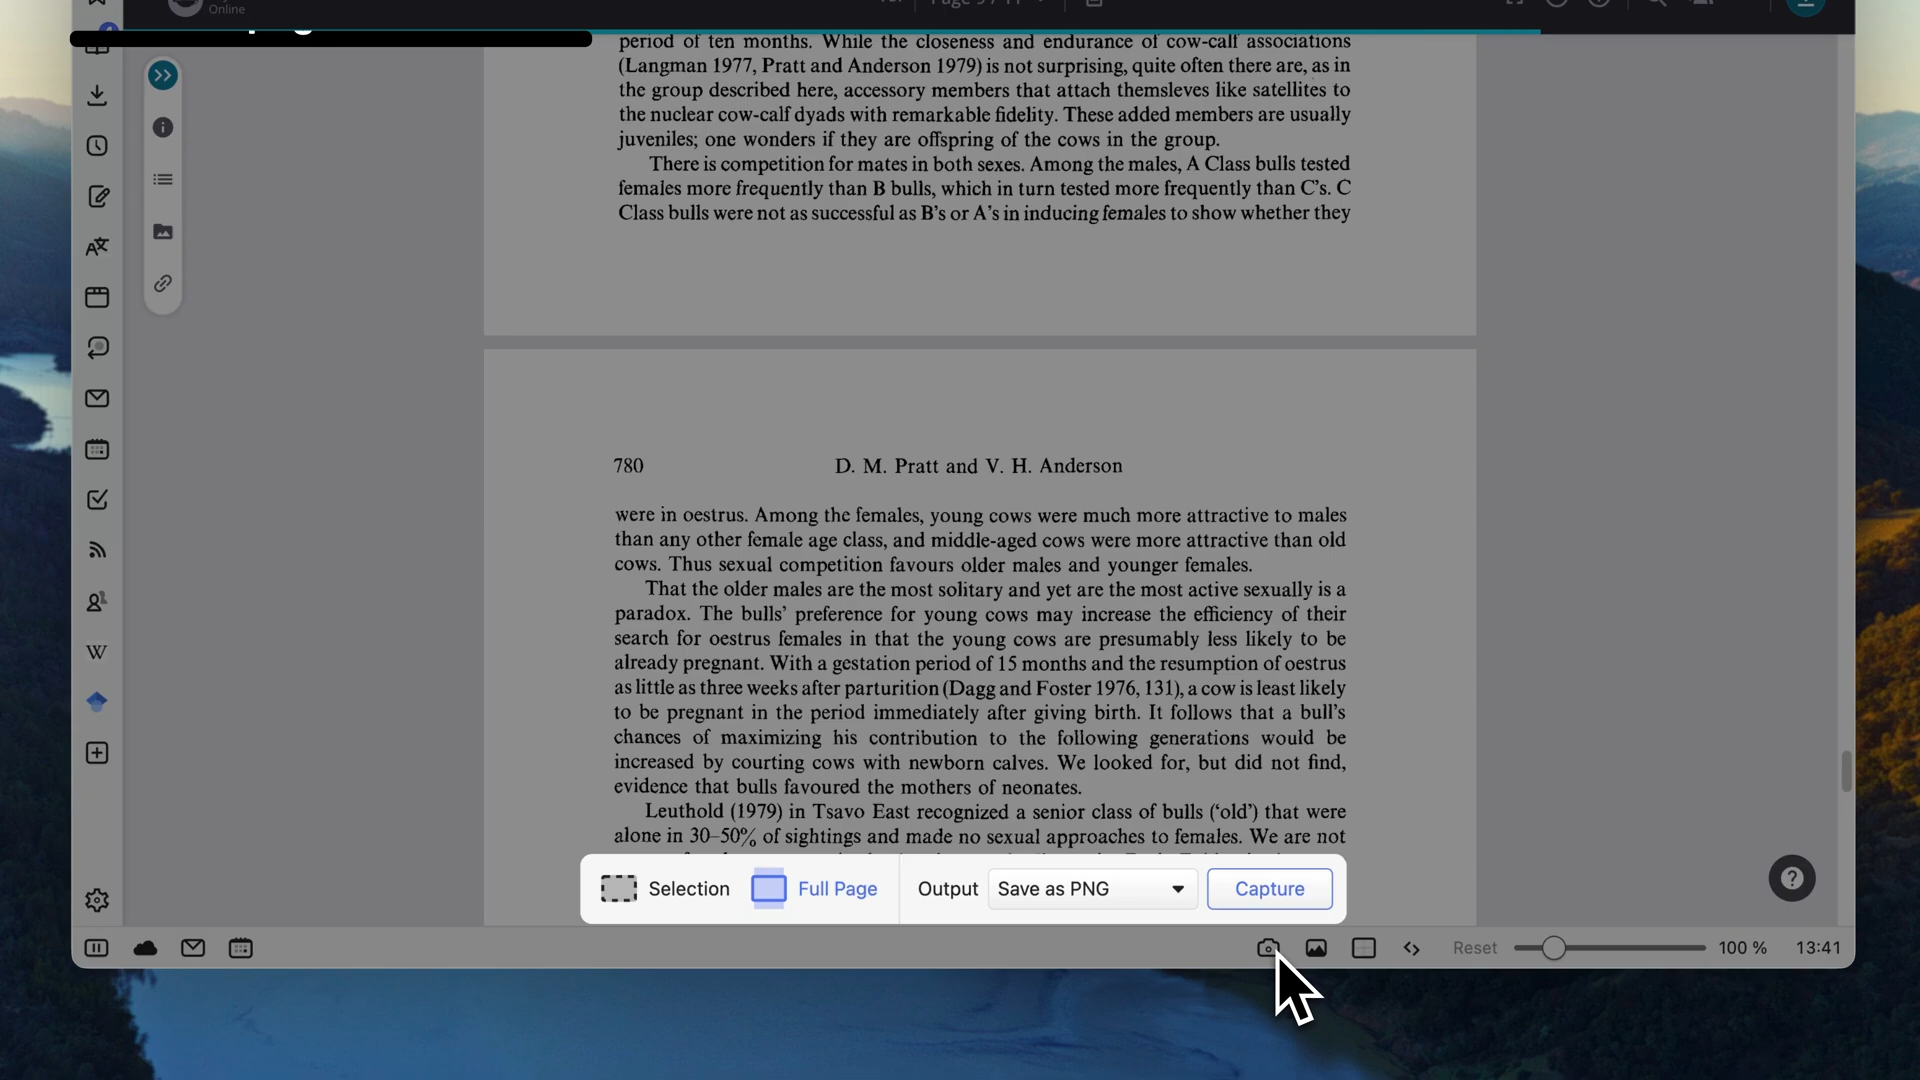 Online
Page 9 / 11
period of ten months. While the closeness and endurance of cow-calf associations
(Langman 1977, Pratt and Anderson 1979) is not surprising, quite often there are, as in
the group described here, accessory members that attach themsleves like satellites to
the nuclear cow-calf dyads with remarkable fidelity. These added members are usually
juveniles; one wonders if they are offspring of the cows in the group.
There is competition for mates in both sexes. Among the males, A Class bulls tested
females more frequently than B bulls, which in turn tested more frequently than C's. C
Class bulls were not as successful as B's or A's in inducing females to show whether they
780 D. M. Pratt and V. H. Anderson
were in oestrus. Among the females, young cows were much more attractive to males
than any other female age class, and middle-aged cows were more attractive than old
cows. Thus sexual competition favours older males and younger females.
That the older males are the most solitary and yet are the most active sexually is a
paradox. The bulls' preference for young cows may increase the efficiency of their
search for oestrus females in that the young cows are presumably less likely to be
already pregnant. With a gestation period of 15 months and the resumption of oestrus
as little as three weeks after parturition (Dagg and Foster 1976, 131), a cow is least likely
to be pregnant in the period immediately after giving birth. It follows that a bull's
chances of maximizing his contribution to the following generations would be
increased by courting cows with newborn calves. We looked for, but did not find,
evidence that bulls favoured the mothers of neonates.
Leuthold (1979) in Tsavo East recognized a senior class of bulls ('old') that were
alone in 30–50% of sightings and made no sexual approaches to females. We are not
Selection Full Page Output Save as PNG Capture
W
Reset 100 % 13:41